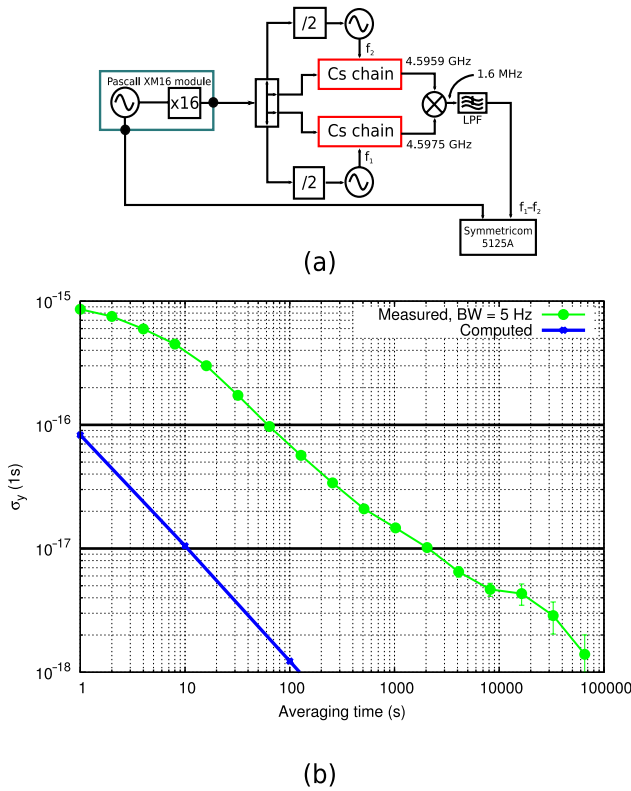 /2
f2
Pascall XM16 module
x16
Cs chain
4.5959 GHz
1.6 MHz
LPF
Cs chain
4.5975 GHz
f1
/2
f1-f2
Symmetricom
5125A
(a)
Measured, BW = 5 Hz
Computed
10-15
10-16
10-17
10-18
σy (1s)
1
10
100
1000
10000
100000
Averaging time (s)
(b)